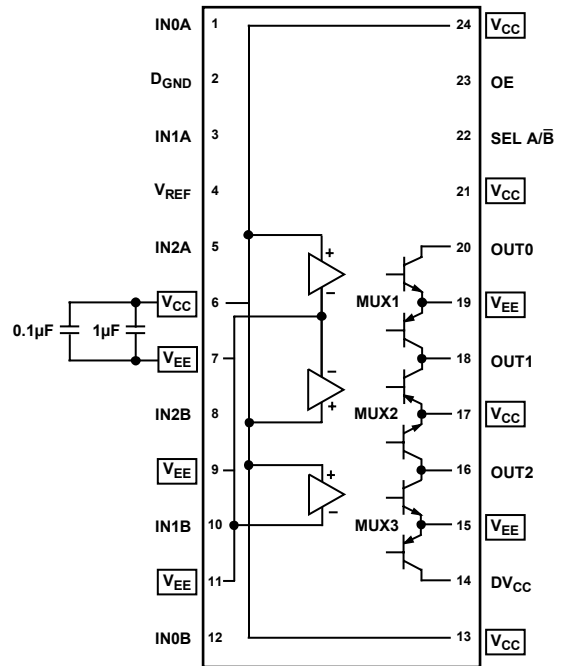 IN0A 1 24 VCC
DGND 2 23 OE
IN1A 3 22 SEL A/B̅
VREF 4 21 VCC
IN2A 5 + 20 OUT0
−
VCC 6 MUX1 19 VEE
0.1µF 1µF
VEE 7 18 OUT1
−
+
IN2B 8 MUX2 17 VCC
VEE 9 + 16 OUT2
−
IN1B 10 MUX3 15 VEE
VEE 11 14 DVCC
IN0B 12 13 VCC